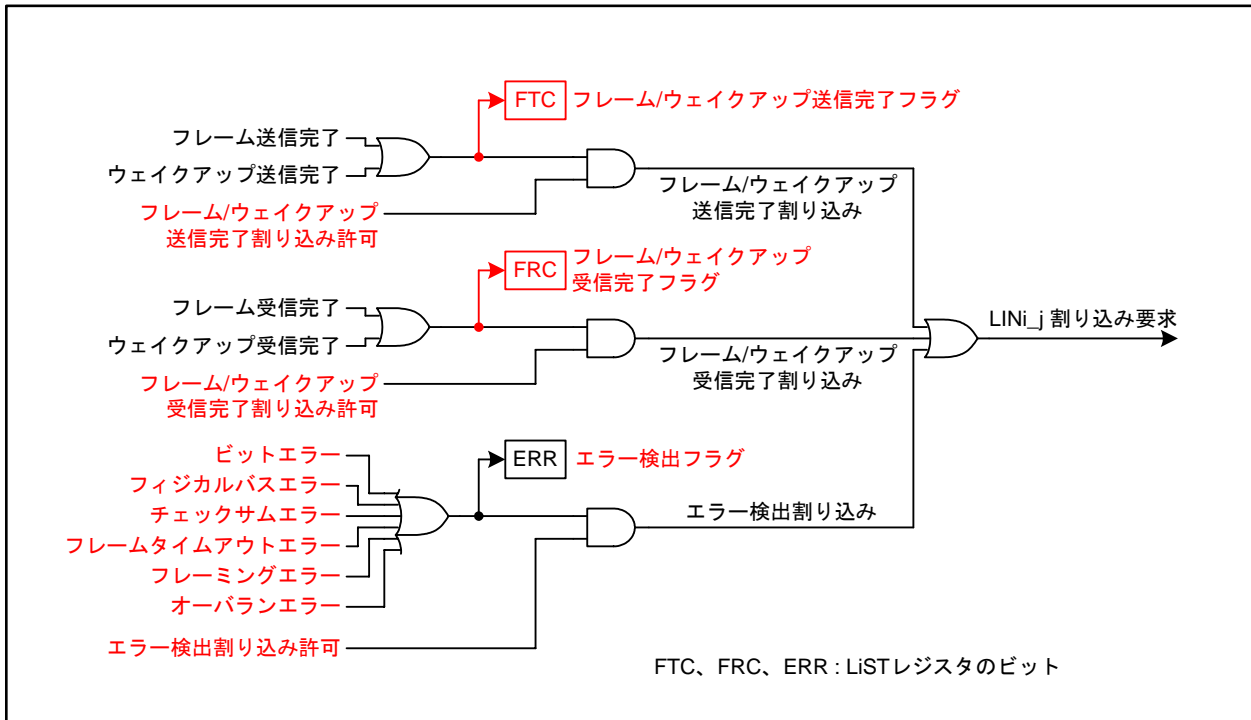 FTC フレーム/ウェイクアップ送信完了フラグ
フレーム送信完了
ウェイクアップ送信完了
フレーム/ウェイクアップ
送信完了割り込み許可
フレーム/ウェイクアップ
送信完了割り込み
FRC
フレーム/ウェイクアップ
受信完了フラグ
フレーム受信完了
ウェイクアップ受信完了
フレーム/ウェイクアップ
受信完了割り込み許可
フレーム/ウェイクアップ
受信完了割り込み
LINi_j 割り込み要求
ERR エラー検出フラグ
ビットエラー
フィジカルバスエラー
チェックサムエラー
フレームタイムアウトエラー
フレーミングエラー
オーバランエラー
エラー検出割り込み
エラー検出割り込み許可
FTC、FRC、ERR : LiSTレジスタのビット